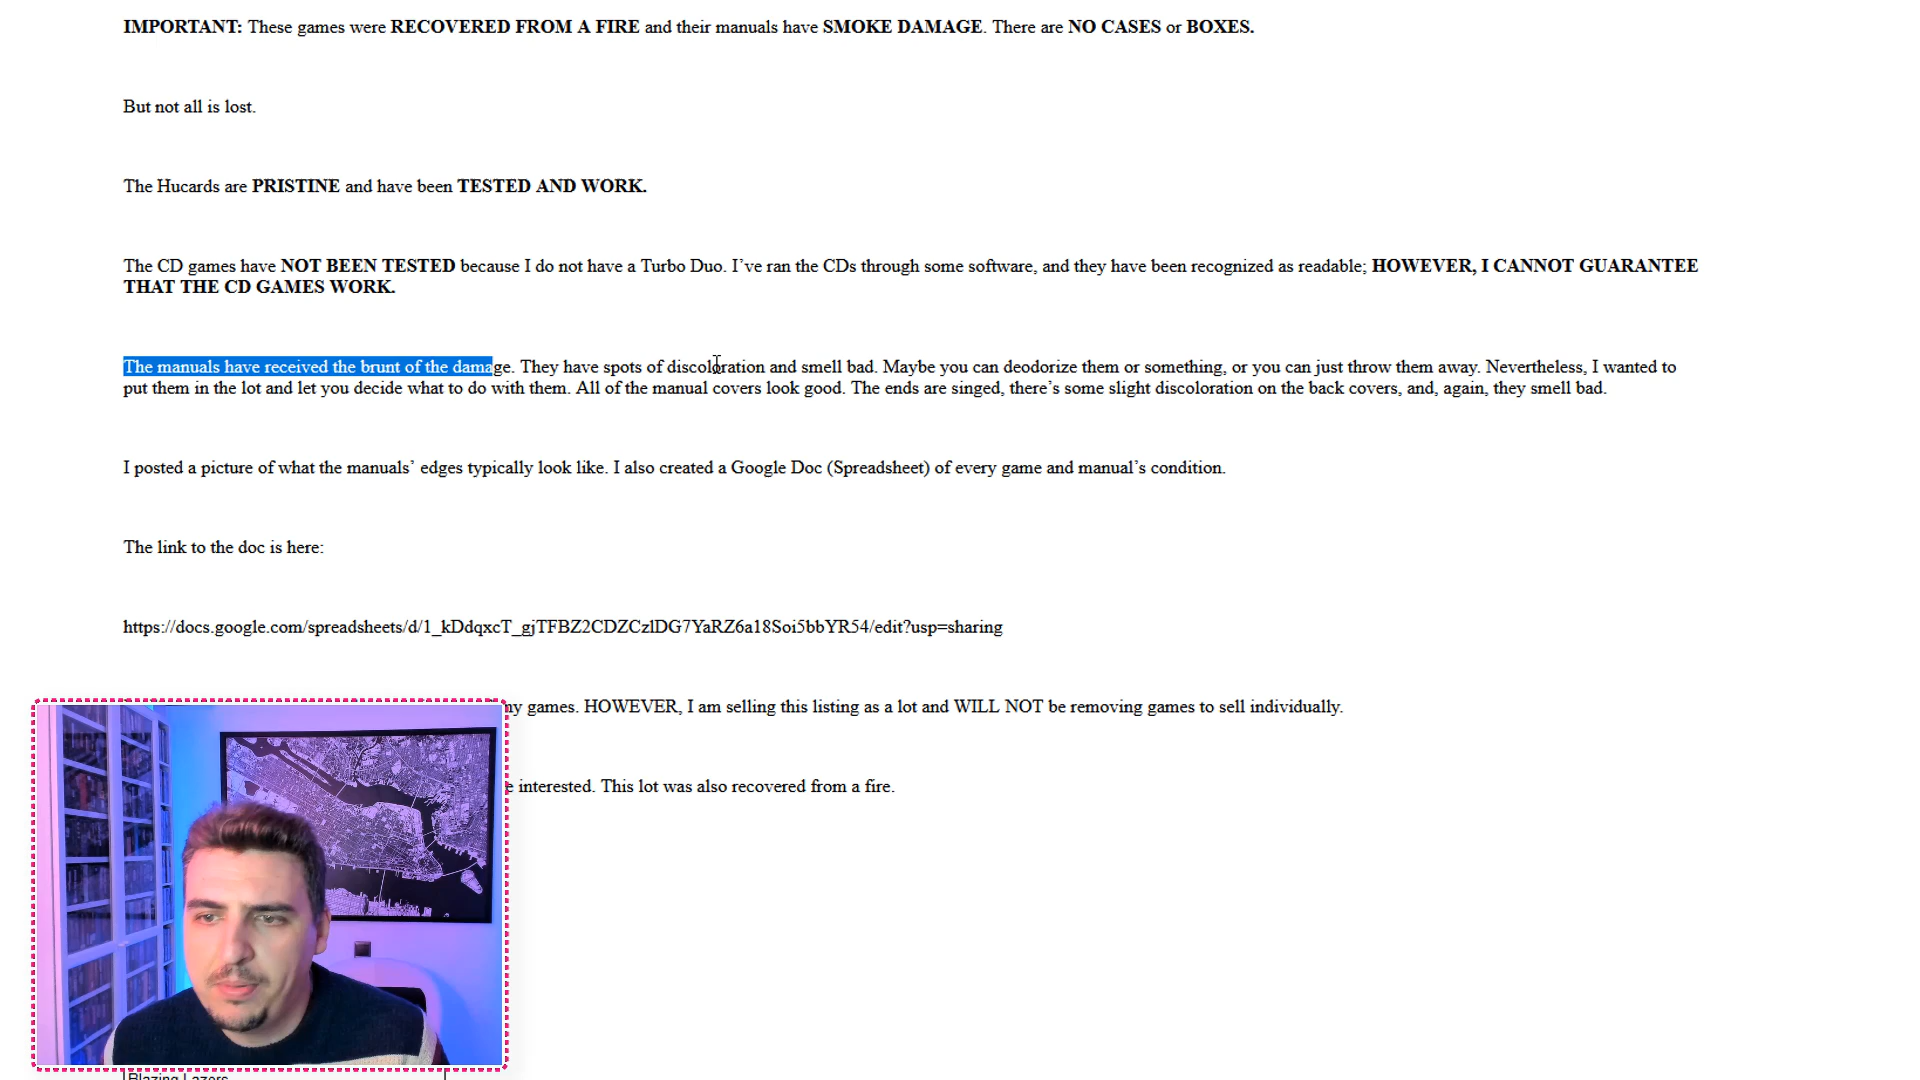 IMPORTANT: These games were RECOVERED FROM A FIRE and their manuals have SMOKE DAMAGE. There are NO CASES or BOXES.
But not all is lost.
The Hucards are PRISTINE and have been TESTED AND WORK.
The CD games have NOT BEEN TESTED because I do not have a Turbo Duo. I’ve ran the CDs through some software, and they have been recognized as readable; HOWEVER, I CANNOT GUARANTEE
THAT THE CD GAMES WORK.
The manuals have received the brunt of the damage. They have spots of discoloration and smell bad. Maybe you can deodorize them or something, or you can just throw them away. Nevertheless, I wanted to
put them in the lot and let you decide what to do with them. All of the manual covers look good. The ends are singed, there’s some slight discoloration on the back covers, and, again, they smell bad.
I posted a picture of what the manuals’ edges typically look like. I also created a Google Doc (Spreadsheet) of every game and manual’s condition.
The link to the doc is here:
https://docs.google.com/spreadsheets/d/1_kDdqxcT_gjTFBZ2CDZCzlDG7YaRZ6a18Soi5bbYR54/edit?usp=sharing
games. HOWEVER, I am selling this listing as a lot and WILL NOT be removing games to sell individually.
interested. This lot was also recovered from a fire.
Blazing Lazers